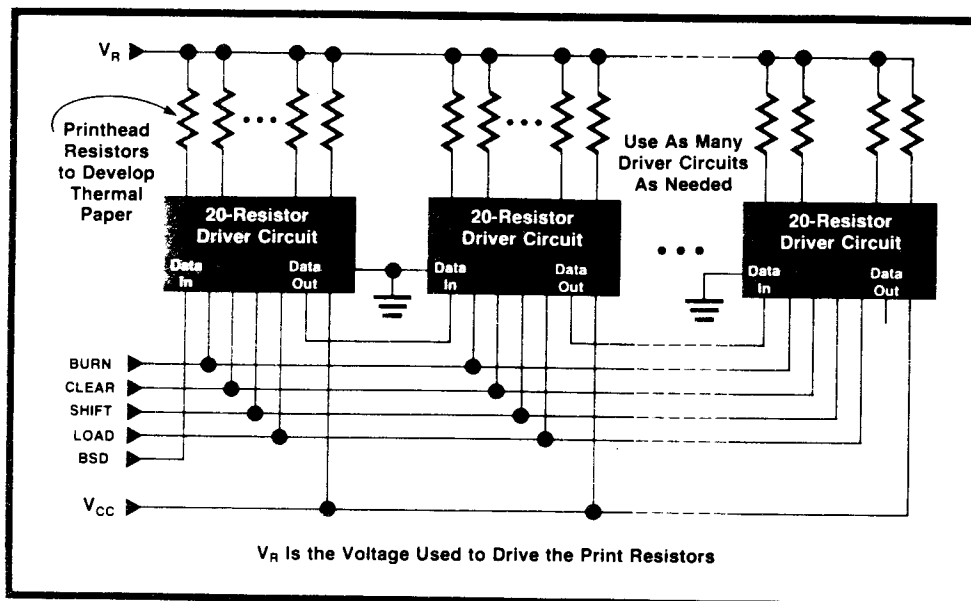 V_R
Printhead
Resistors
to Develop
Thermal
Paper
Use As Many
Driver Circuits
As Needed
20-Resistor
Driver Circuit
Data
In
Data
Out
20-Resistor
Driver Circuit
Data
In
Data
Out
20-Resistor
Driver Circuit
Data
In
Data
Out
BURN
CLEAR
SHIFT
LOAD
BSD
V_CC
V_R Is the Voltage Used to Drive the Print Resistors